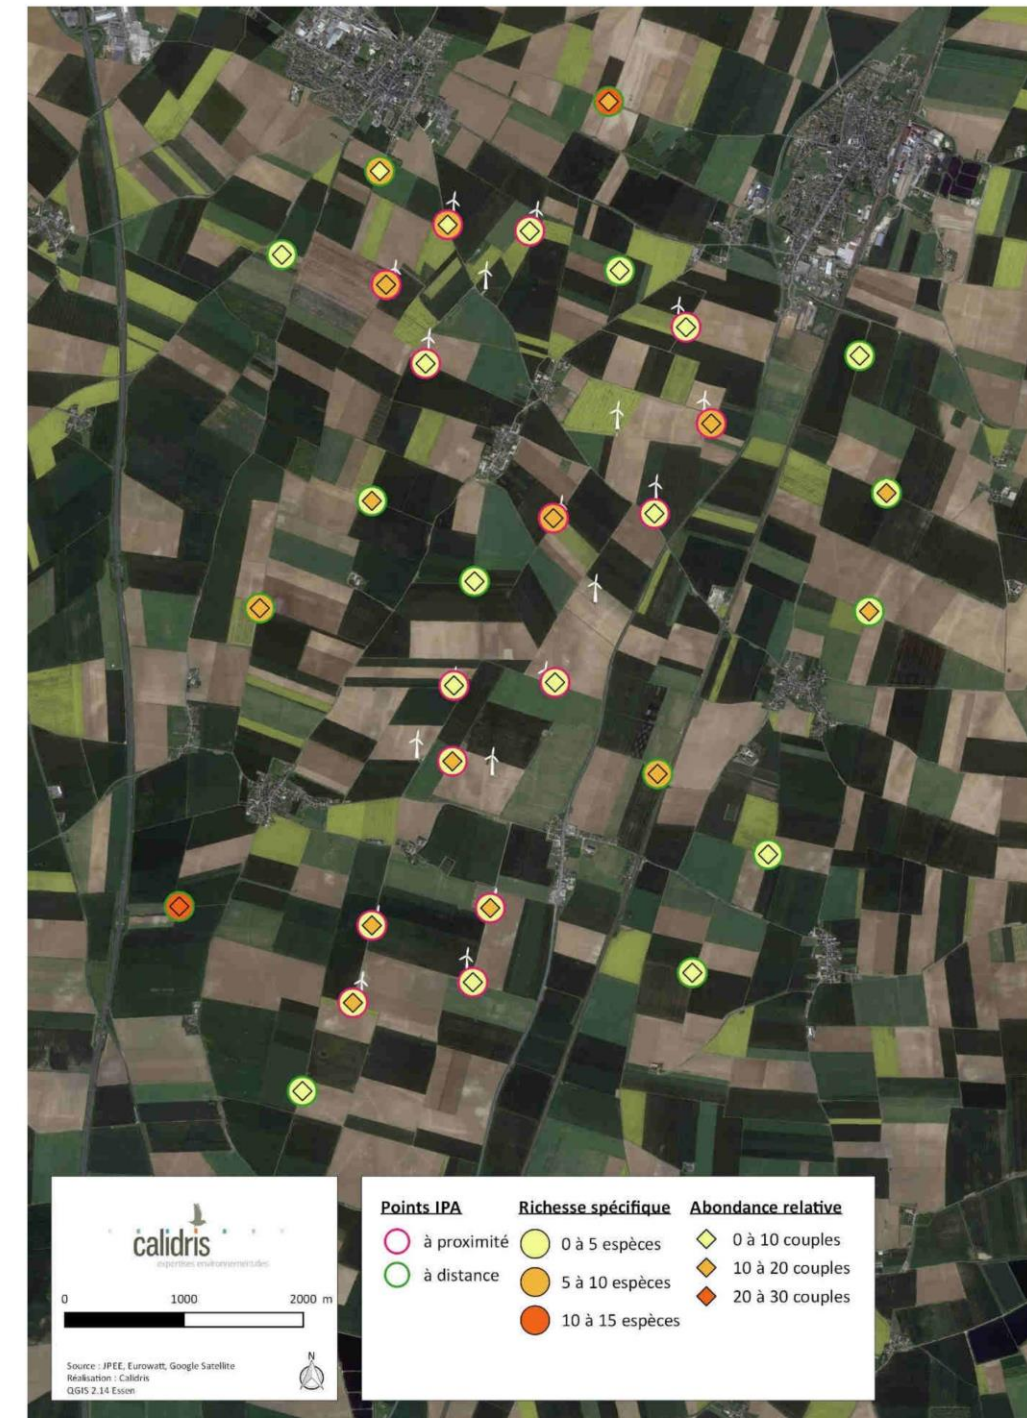 calidris
expertises environnementales
0 1000 2000 m
Source : JPEE, Eurowatt, Google Satellite
Réalisation : Calidris
QGIS 2.14 Essen
N
Points IPA
à proximité
à distance
Richesse spécifique
0 à 5 espèces
5 à 10 espèces
10 à 15 espèces
Abondance relative
0 à 10 couples
10 à 20 couples
20 à 30 couples